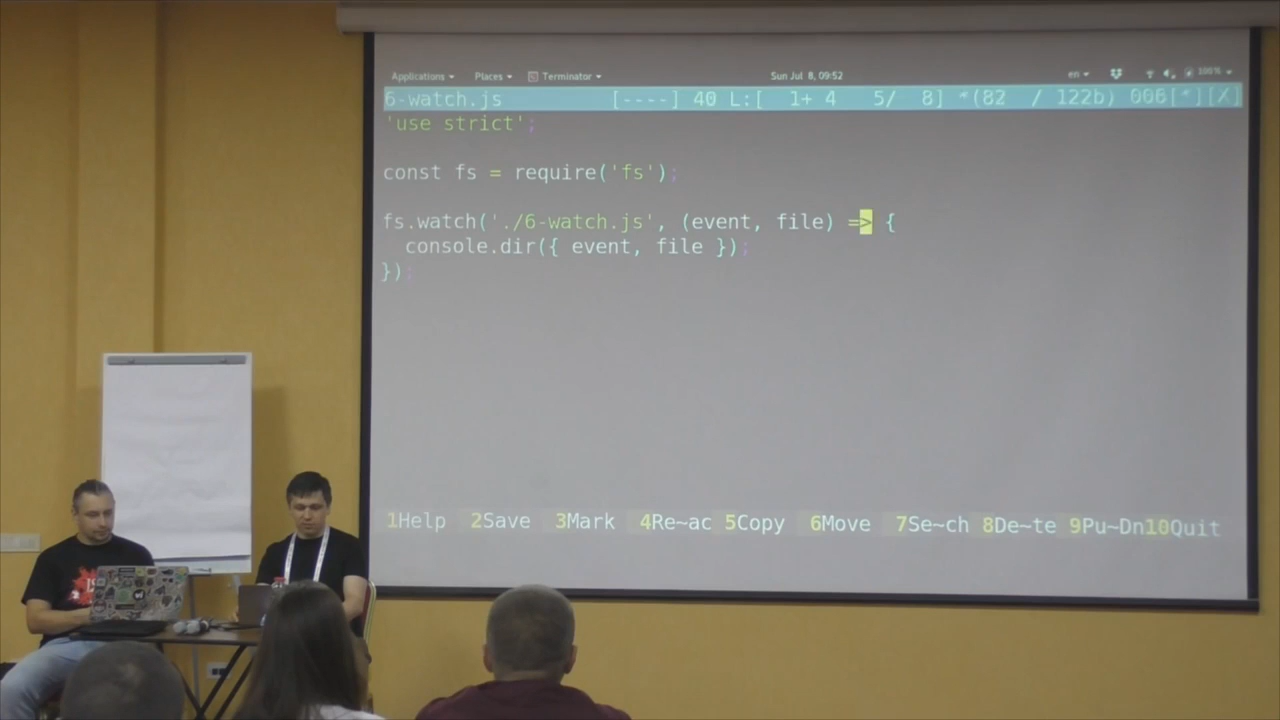 Applications Places Terminator Sun Jul 8, 09:52 en 100%
6-watch.js [----] 40 L:[ 1+ 4 5/ 8] *(82 / 122b) 006[*][X]
'use strict';
const fs = require('fs');
fs.watch('./6-watch.js', (event, file) => {
console.dir({ event, file });
});
1Help 2Save 3Mark 4Re~ac 5Copy 6Move 7Se~ch 8De~te 9Pu~Dn10Quit